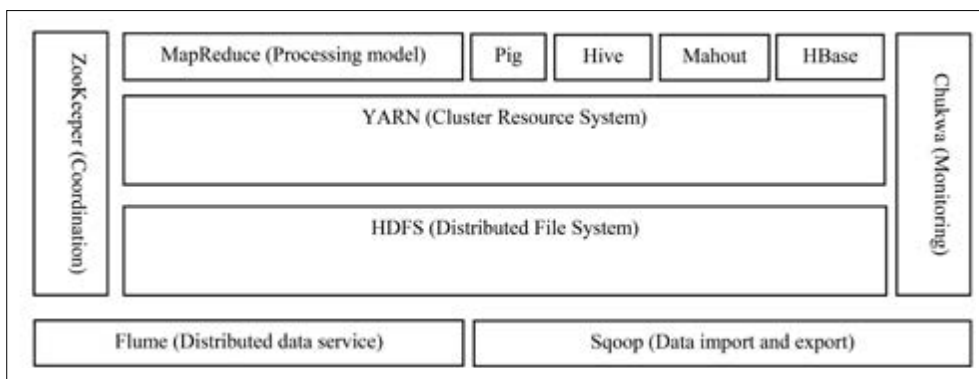 ZooKeeper (Coordination)
MapReduce (Processing model)
Pig
Hive
Mahout
HBase
Chukwa (Monitoring)
YARN (Cluster Resource System)
HDFS (Distributed File System)
Flume (Distributed data service)
Sqoop (Data import and export)